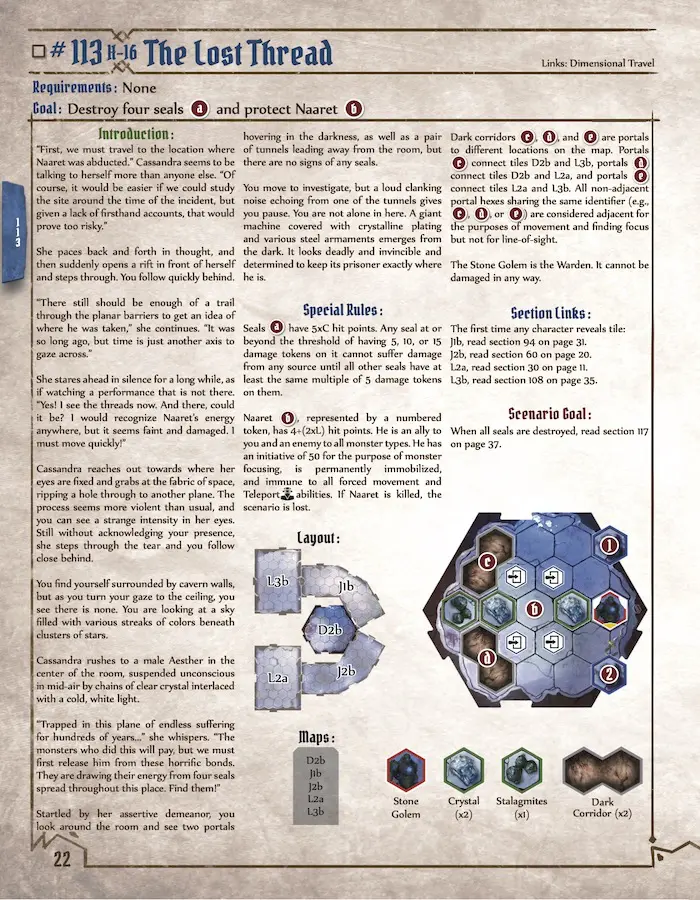 # 113 H-16 The Lost Thread
Links: Dimensional Travel
Requirements: None
Goal: Destroy four seals a and protect Naaret b
113
Introduction:
"First, we must travel to the location where
Naaret was abducted." Cassandra seems to be
talking to herself more than anyone else. "Of
course, it would be easier if we could study
the site around the time of the incident, but
given a lack of firsthand accounts, that would
prove too risky."
She paces back and forth in thought, and
then suddenly opens a rift in front of herself
and steps through. You follow quickly behind.
"There still should be enough of a trail
through the planar barriers to get an idea of
where he was taken," she continues. "It was
so long ago, but time is just another axis to
gaze across."
She stares ahead in silence for a long while, as
if watching a performance that is not there.
"Yes! I see the threads now. And there, could
it be? I would recognize Naaret's energy
anywhere, but it seems faint and damaged. I
must move quickly!"
Cassandra reaches out towards where her
eyes are fixed and grabs at the fabric of space,
ripping a hole through to another plane. The
process seems more violent than usual, and
you can see a strange intensity in her eyes.
Still without acknowledging your presence,
she steps through the tear and you follow
close behind.
You find yourself surrounded by cavern walls,
but as you turn your gaze to the ceiling, you
see there is none. You are looking at a sky
filled with various streaks of colors beneath
clusters of stars.
Cassandra rushes to a male Aesther in the
center of the room, suspended unconscious
in mid-air by chains of clear crystal interlaced
with a cold, white light.
"Trapped in this plane of endless suffering
for hundreds of years..." she whispers. "The
monsters who did this will pay, but we must
first release him from these horrific bonds.
They are drawing their energy from four seals
spread throughout this place. Find them!"
Startled by her assertive demeanor, you
look around the room and see two portals
hovering in the darkness, as well as a pair
of tunnels leading away from the room, but
there are no signs of any seals.
You move to investigate, but a loud clanking
noise echoing from one of the tunnels gives
you pause. You are not alone in here. A giant
machine covered with crystalline plating
and various steel armaments emerges from
the dark. It looks deadly and invincible and
determined to keep its prisoner exactly where
he is.
Special Rules:
Seals a have 5xC hit points. Any seal at or
beyond the threshold of having 5, 10, or 15
damage tokens on it cannot suffer damage
from any source until all other seals have at
least the same multiple of 5 damage tokens
on them.
Naaret b, represented by a numbered
token, has 4+(2xL) hit points. He is an ally to
you and an enemy to all monster types. He has
an initiative of 50 for the purpose of monster
focusing, is permanently immobilized,
and immune to all forced movement and
Teleport abilities. If Naaret is killed, the
scenario is lost.
Dark corridors c, d, and e are portals
to different locations on the map. Portals
c connect tiles D2b and L3b, portals d
connect tiles D2b and L2a, and portals e
connect tiles L2a and L3b. All non-adjacent
portal hexes sharing the same identifier (e.g.,
c, d, or e) are considered adjacent for
the purposes of movement and finding focus
but not for line-of-sight.
The Stone Golem is the Warden. It cannot be
damaged in any way.
Section Links:
The first time any character reveals tile:
J1b, read section 94 on page 31.
J2b, read section 60 on page 20.
L2a, read section 30 on page 11.
L3b, read section 108 on page 35.
Scenario Goal:
When all seals are destroyed, read section 117
on page 37.
Layout:
L3b
J1b
D2b
L2a
J2b
c
1
b
d
2
Maps:
D2b
J1b
J2b
L2a
L3b
Stone
Golem
Crystal
(x2)
Stalagmites
(x1)
Dark
Corridor (x2)
22